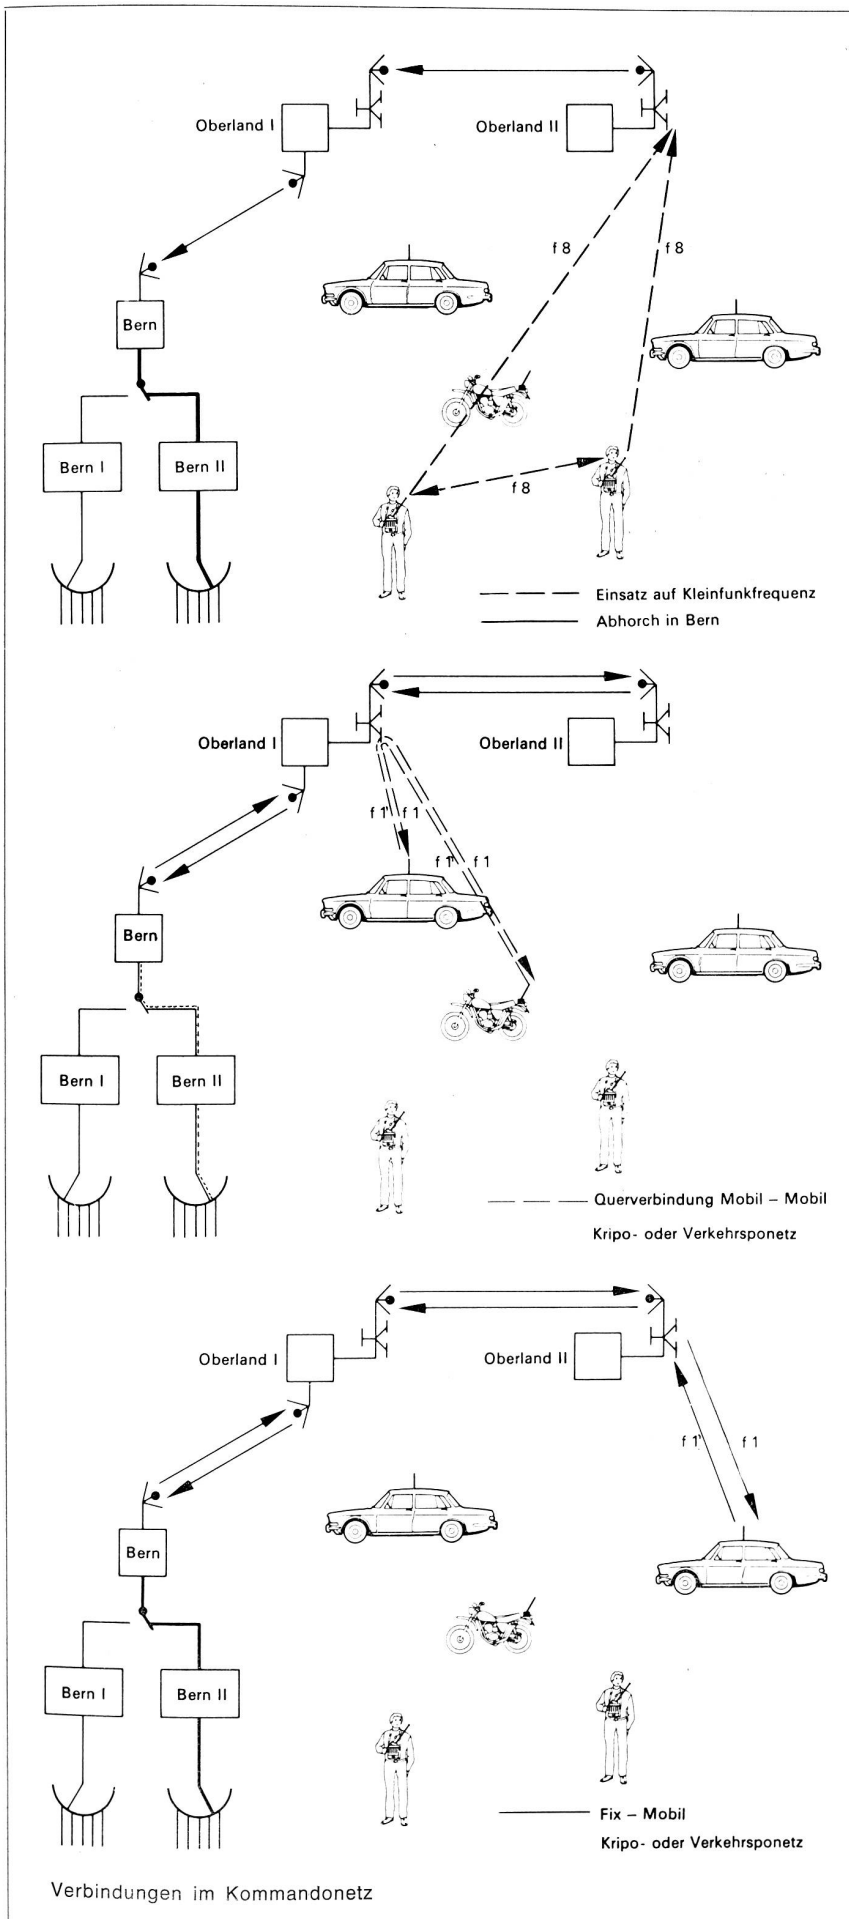 Oberland I
Oberland II
f 8
f 8
Bern
Bern I
Bern II
f 8
Einsatz auf Kleinfunkfrequenz
Abhorch in Bern
Oberland I
Oberland II
f 1' f 1
f 1' f 1
Bern
Bern I
Bern II
Querverbindung Mobil – Mobil
Kripo- oder Verkehrsponetz
Oberland I
Oberland II
f 1' f 1
Bern
Bern I
Bern II
Fix – Mobil
Kripo- oder Verkehrsponetz
Verbindungen im Kommandonetz